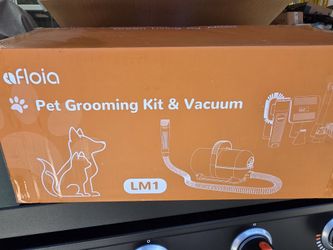 afloia
Pet Grooming Kit & Vacuum
LM1